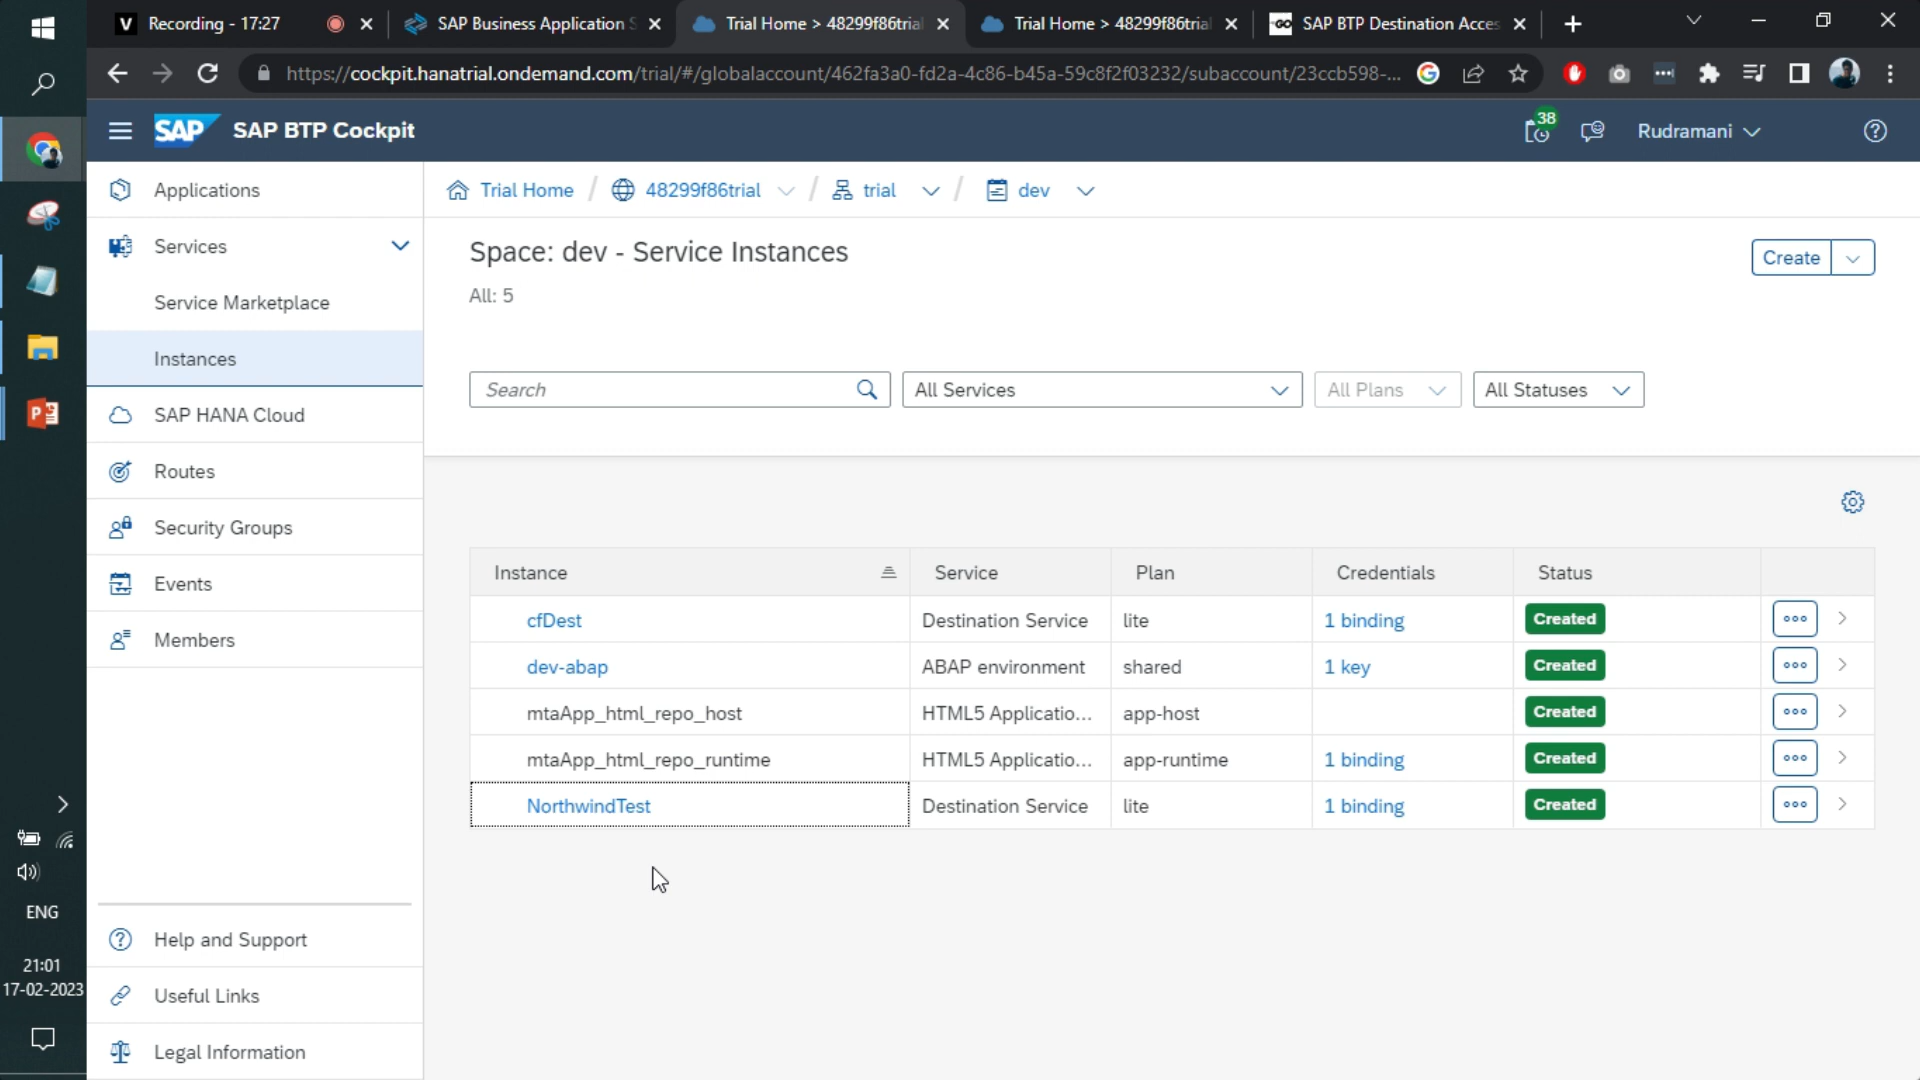 Recording - 17:27
SAP Business Application S
Trial Home > 48299f86trial
Trial Home > 48299f86trial
GO SAP BTP Destination Acces
https://cockpit.hanatrial.ondemand.com/trial/#/globalaccount/462fa3a0-fd2a-4c86-b45a-59c8f2f03232/subaccount/23ccb598-...
SAP SAP BTP Cockpit
38
Rudramani
Applications
Services
Service Marketplace
Instances
SAP HANA Cloud
Routes
Security Groups
Events
Members
Help and Support
Useful Links
Legal Information
Trial Home / 48299f86trial / trial / dev
Space: dev - Service Instances
Create
All: 5
Search
All Services
All Plans
All Statuses
Instance Service Plan Credentials Status
cfDest Destination Service lite 1 binding Created
dev-abap ABAP environment shared 1 key Created
mtaApp_html_repo_host HTML5 Applicatio... app-host Created
mtaApp_html_repo_runtime HTML5 Applicatio... app-runtime 1 binding Created
NorthwindTest Destination Service lite 1 binding Created
ENG
21:01
17-02-2023